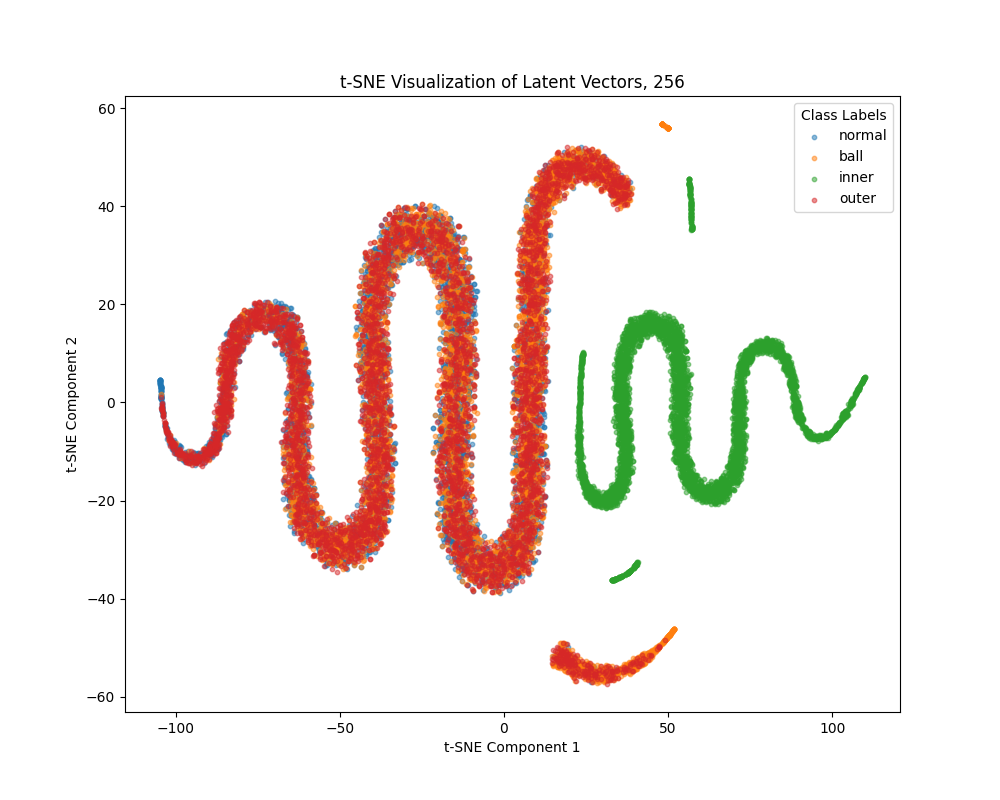 t-SNE Visualization of Latent Vectors, 256
Class Labels
normal
ball
inner
outer
60
40
20
0
−20
−40
−60
t-SNE Component 2
−100
−50
0
50
100
t-SNE Component 1